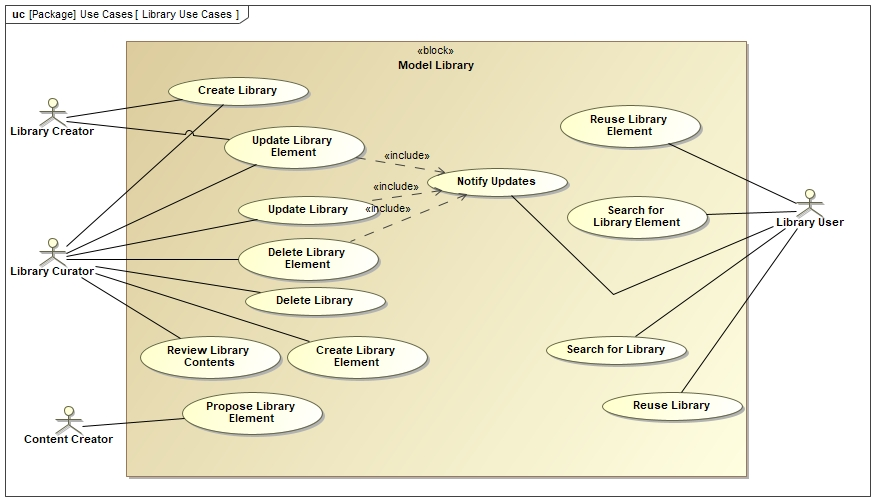 uc [Package] Use Cases [ Library Use Cases ]
«block»
Model Library
Create Library
Library Creator
Update Library
Element
Reuse Library
Element
«include»
Notify Updates
«include»
Update Library
«include»
Search for
Library Element
Library User
Library Curator
Delete Library
Element
Delete Library
Review Library
Contents
Create Library
Element
Search for Library
Propose Library
Element
Reuse Library
Content Creator